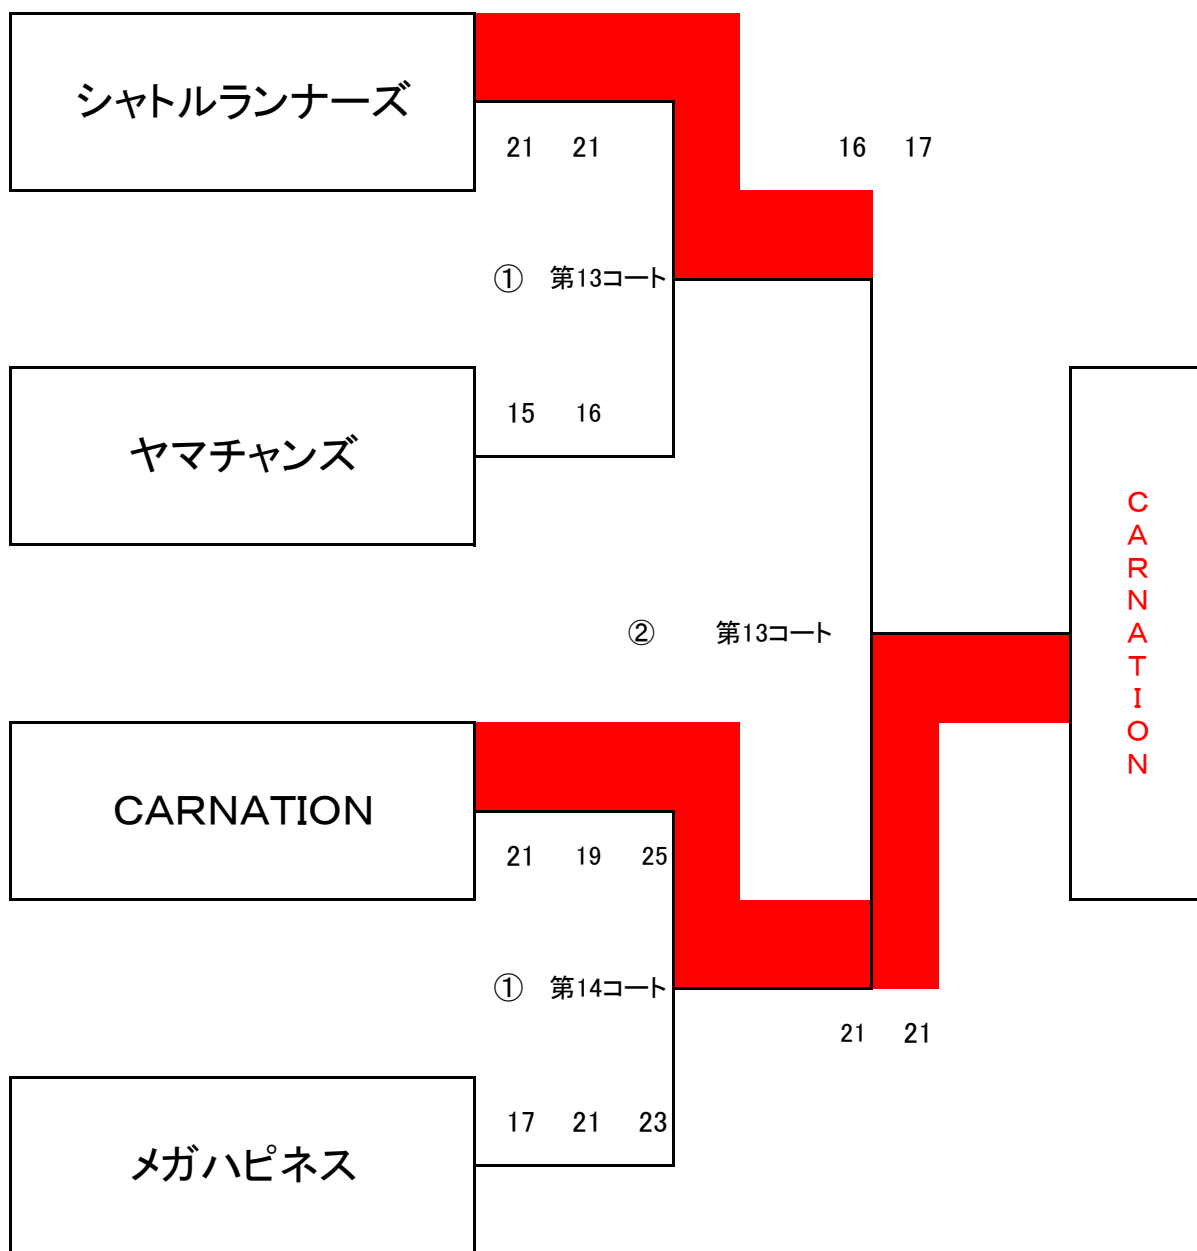 シャトルランナーズ
21 21
16 17
① 第13コート
15 16
ヤマチャンズ
② 第13コート
CARNATION
CARNATION
21 19 25
① 第14コート
21 21
17 21 23
メガハピネス